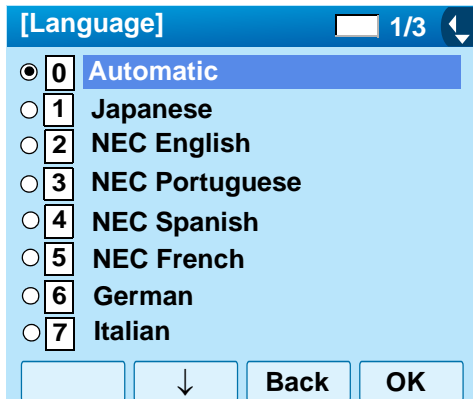 [Language] 1/3
0 Automatic
1 Japanese
2 NEC English
3 NEC Portuguese
4 NEC Spanish
5 NEC French
6 German
7 Italian
↓ Back OK